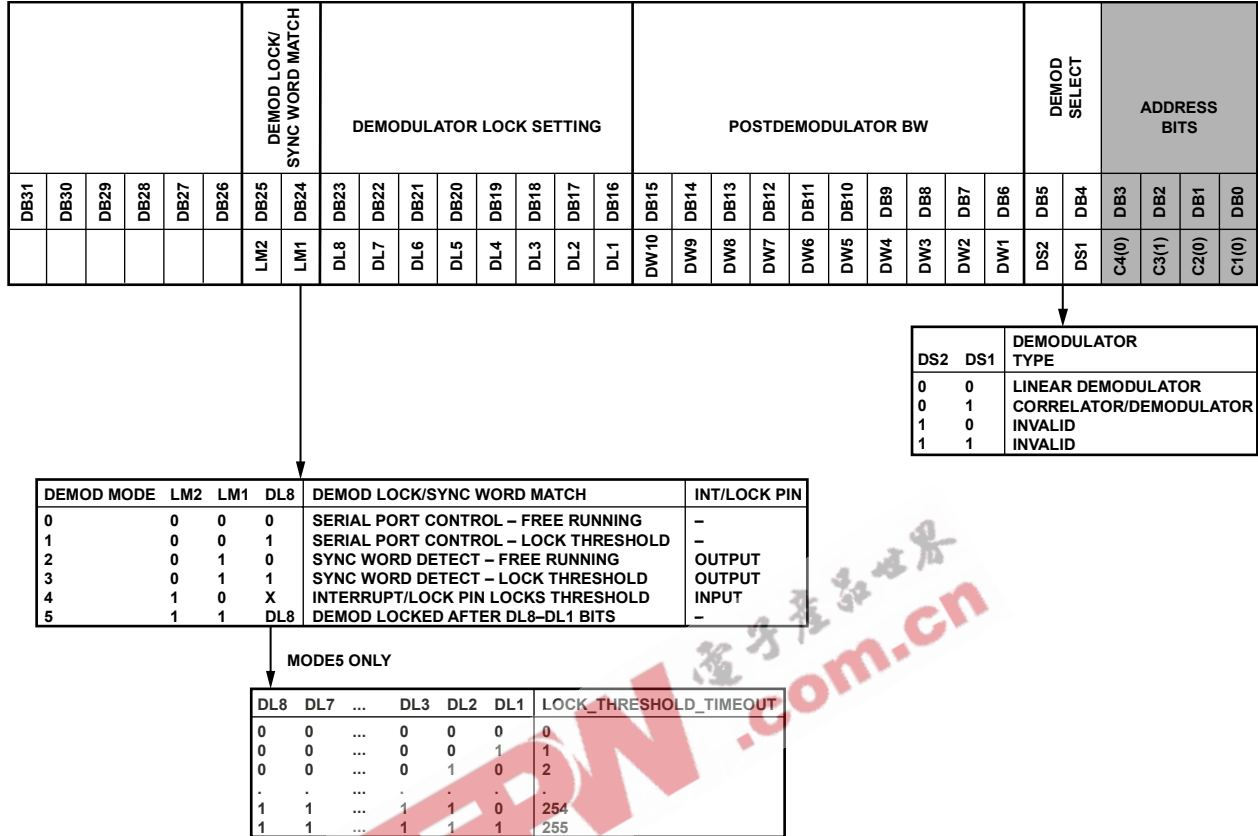 DEMOD LOCK/
SYNC WORD MATCH
DEMODULATOR LOCK SETTING
POSTDEMODULATOR BW
DEMOD
SELECT
ADDRESS
BITS
DB31 DB30 DB29 DB28 DB27 DB26 DB25 DB24 DB23 DB22 DB21 DB20 DB19 DB18 DB17 DB16 DB15 DB14 DB13 DB12 DB11 DB10 DB9 DB8 DB7 DB6 DB5 DB4 DB3 DB2 DB1 DB0
LM2 LM1 DL8 DL7 DL6 DL5 DL4 DL3 DL2 DL1 DW10 DW9 DW8 DW7 DW6 DW5 DW4 DW3 DW2 DW1 DS2 DS1 C4(0) C3(1) C2(0) C1(0)
DEMODULATOR
DS2 DS1 TYPE
0 0 LINEAR DEMODULATOR
0 1 CORRELATOR/DEMODULATOR
1 0 INVALID
1 1 INVALID
DEMOD MODE LM2 LM1 DL8 DEMOD LOCK/SYNC WORD MATCH INT/LOCK PIN
0 0 0 0 SERIAL PORT CONTROL – FREE RUNNING –
1 0 0 1 SERIAL PORT CONTROL – LOCK THRESHOLD –
2 0 1 0 SYNC WORD DETECT – FREE RUNNING OUTPUT
3 0 1 1 SYNC WORD DETECT – LOCK THRESHOLD OUTPUT
4 1 0 X INTERRUPT/LOCK PIN LOCKS THRESHOLD INPUT
5 1 1 DL8 DEMOD LOCKED AFTER DL8–DL1 BITS –
MODE5 ONLY
DL8 DL7 ... DL3 DL2 DL1 LOCK_THRESHOLD_TIMEOUT
0 0 ... 0 0 0 0
0 0 ... 0 0 1 1
0 0 ... 0 1 0 2
. . ... . . . .
1 1 ... 1 1 0 254
1 1 ... 1 1 1 255
電子產品世界
.com.cn